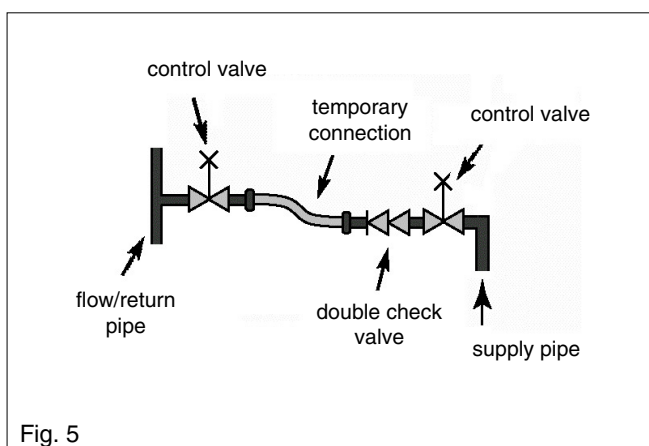 control valve
temporary
connection
control valve
flow/return
pipe
double check
valve
supply pipe
Fig. 5